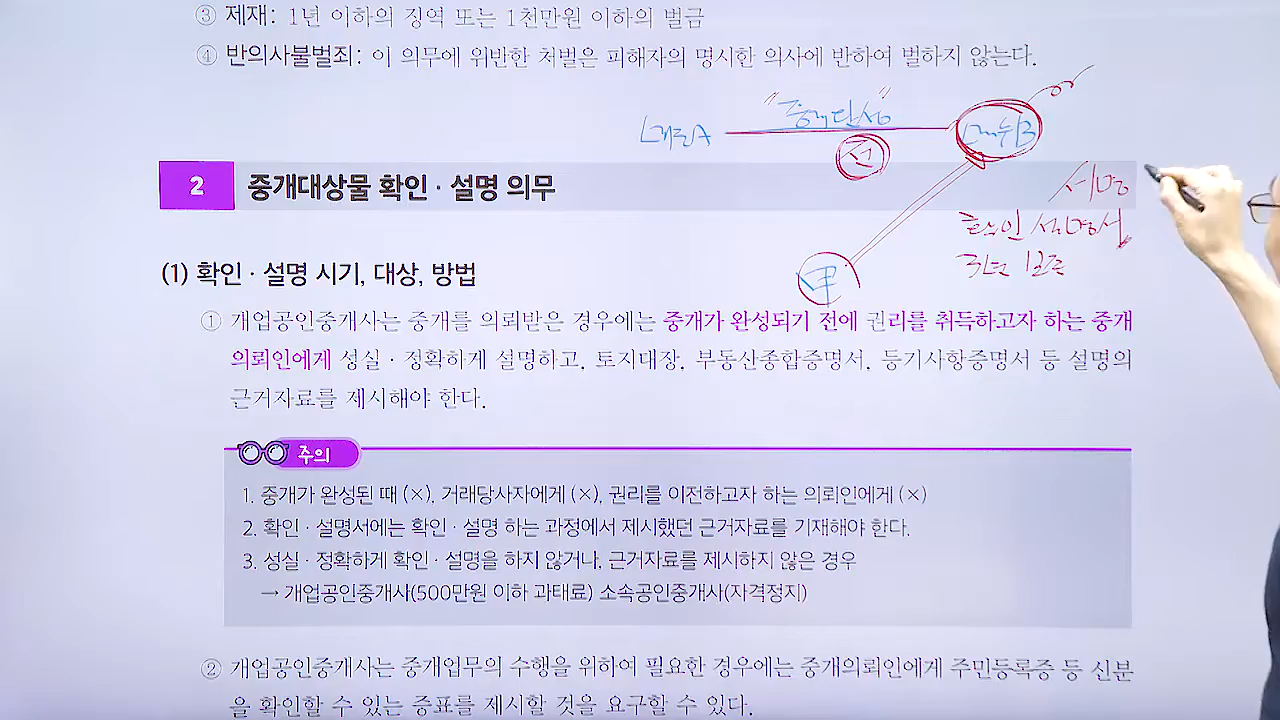 ③ 제재: 1년 이하의 징역 또는 1천만원 이하의 벌금
④ 반의사불벌죄: 이 의무에 위반한 처벌은 피해자의 명시한 의사에 반하여 벌하지 않는다.
"중개완성"
전
2 중개대상물 확인·설명 의무
서명
확인설명서
3년 보존
甲
(1) 확인·설명 시기, 대상, 방법
① 개업공인중개사는 중개를 의뢰받은 경우에는 중개가 완성되기 전에 권리를 취득하고자 하는 중개
의뢰인에게 성실·정확하게 설명하고, 토지대장, 부동산종합증명서, 등기사항증명서 등 설명의
근거자료를 제시해야 한다.
주의
1. 중개가 완성된 때 (×), 거래당사자에게 (×), 권리를 이전하고자 하는 의뢰인에게 (×)
2. 확인·설명서에는 확인·설명 하는 과정에서 제시했던 근거자료를 기재해야 한다.
3. 성실·정확하게 확인·설명을 하지 않거나, 근거자료를 제시하지 않은 경우
→ 개업공인중개사(500만원 이하 과태료) 소속공인중개사(자격정지)
② 개업공인중개사는 중개업무의 수행을 위하여 필요한 경우에는 중개의뢰인에게 주민등록증 등 신분
을 확인할 수 있는 증표를 제시할 것을 요구할 수 있다.